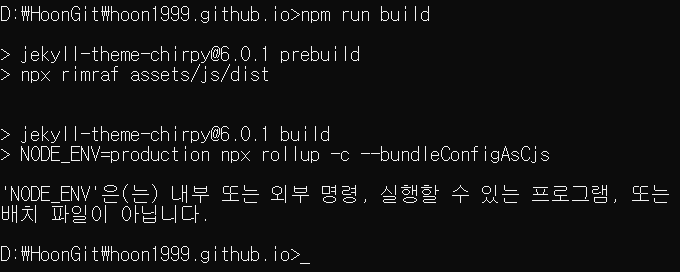 D:₩HoonGit₩hoon1999.github.io>npm run build
> jekyll-theme-chirpy@6.0.1 prebuild
> npx rimraf assets/js/dist
> jekyll-theme-chirpy@6.0.1 build
> NODE_ENV=production npx rollup -c --bundleConfigAsCjs
'NODE_ENV'은(는) 내부 또는 외부 명령, 실행할 수 있는 프로그램, 또는
배치 파일이 아닙니다.
D:₩HoonGit₩hoon1999.github.io>_